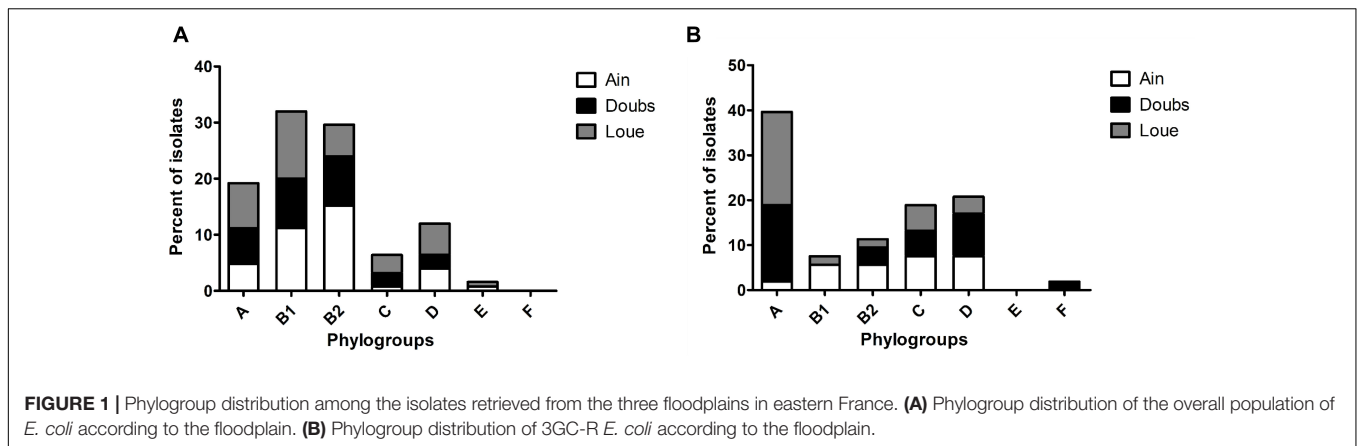 A
40
30
20
10
0
Percent of isolates
A
B1
B2
C
D
E
F
Phylogroups
Ain
Doubs
Loue
B
50
40
30
20
10
0
Percent of isolates
A
B1
B2
C
D
E
F
Phylogroups
Ain
Doubs
Loue
FIGURE 1 | Phylogroup distribution among the isolates retrieved from the three floodplains in eastern France. (A) Phylogroup distribution of the overall population of
E. coli according to the floodplain. (B) Phylogroup distribution of 3GC-R E. coli according to the floodplain.